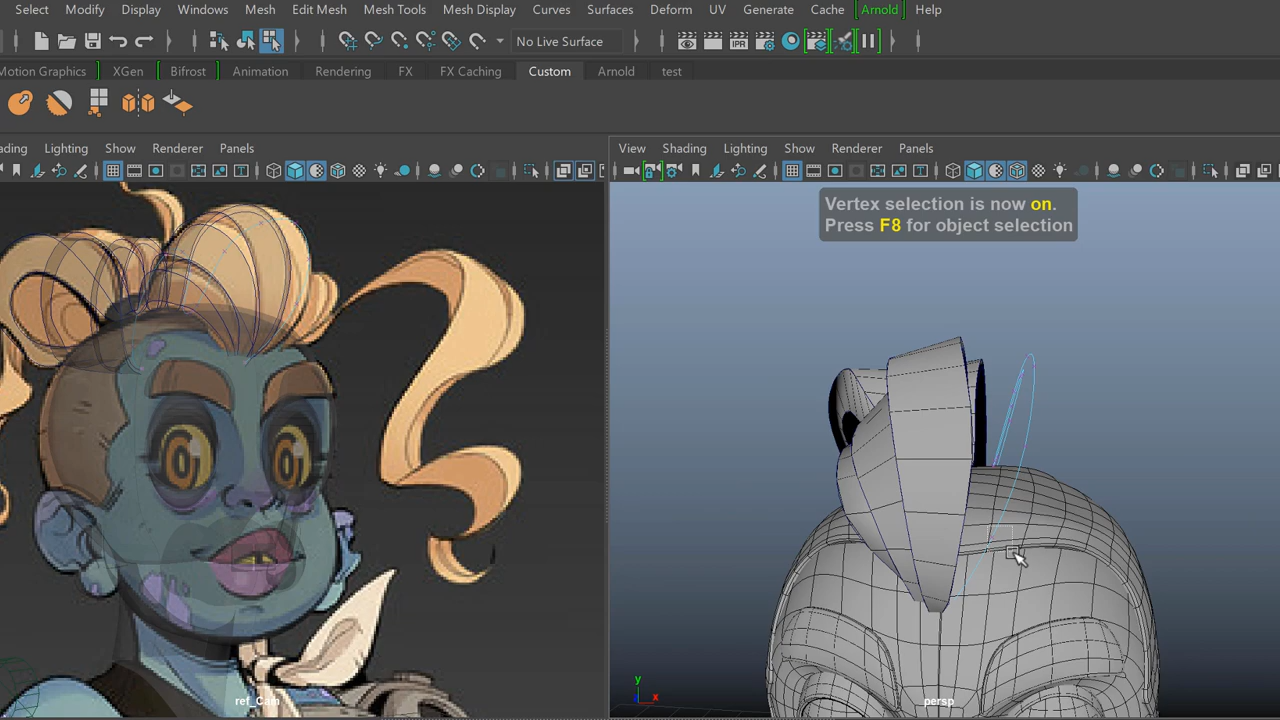 Select Modify Display Windows Mesh Edit Mesh Mesh Tools Mesh Display Curves Surfaces Deform UV Generate Cache Arnold Help
IPR No Live Surface
Motion Graphics XGen Bifrost Animation Rendering FX FX Caching Custom Arnold test
ading Lighting Show Renderer Panels
View Shading Lighting Show Renderer Panels
Vertex selection is now on.
Press F8 for object selection
y
x
ref_Cam
persp